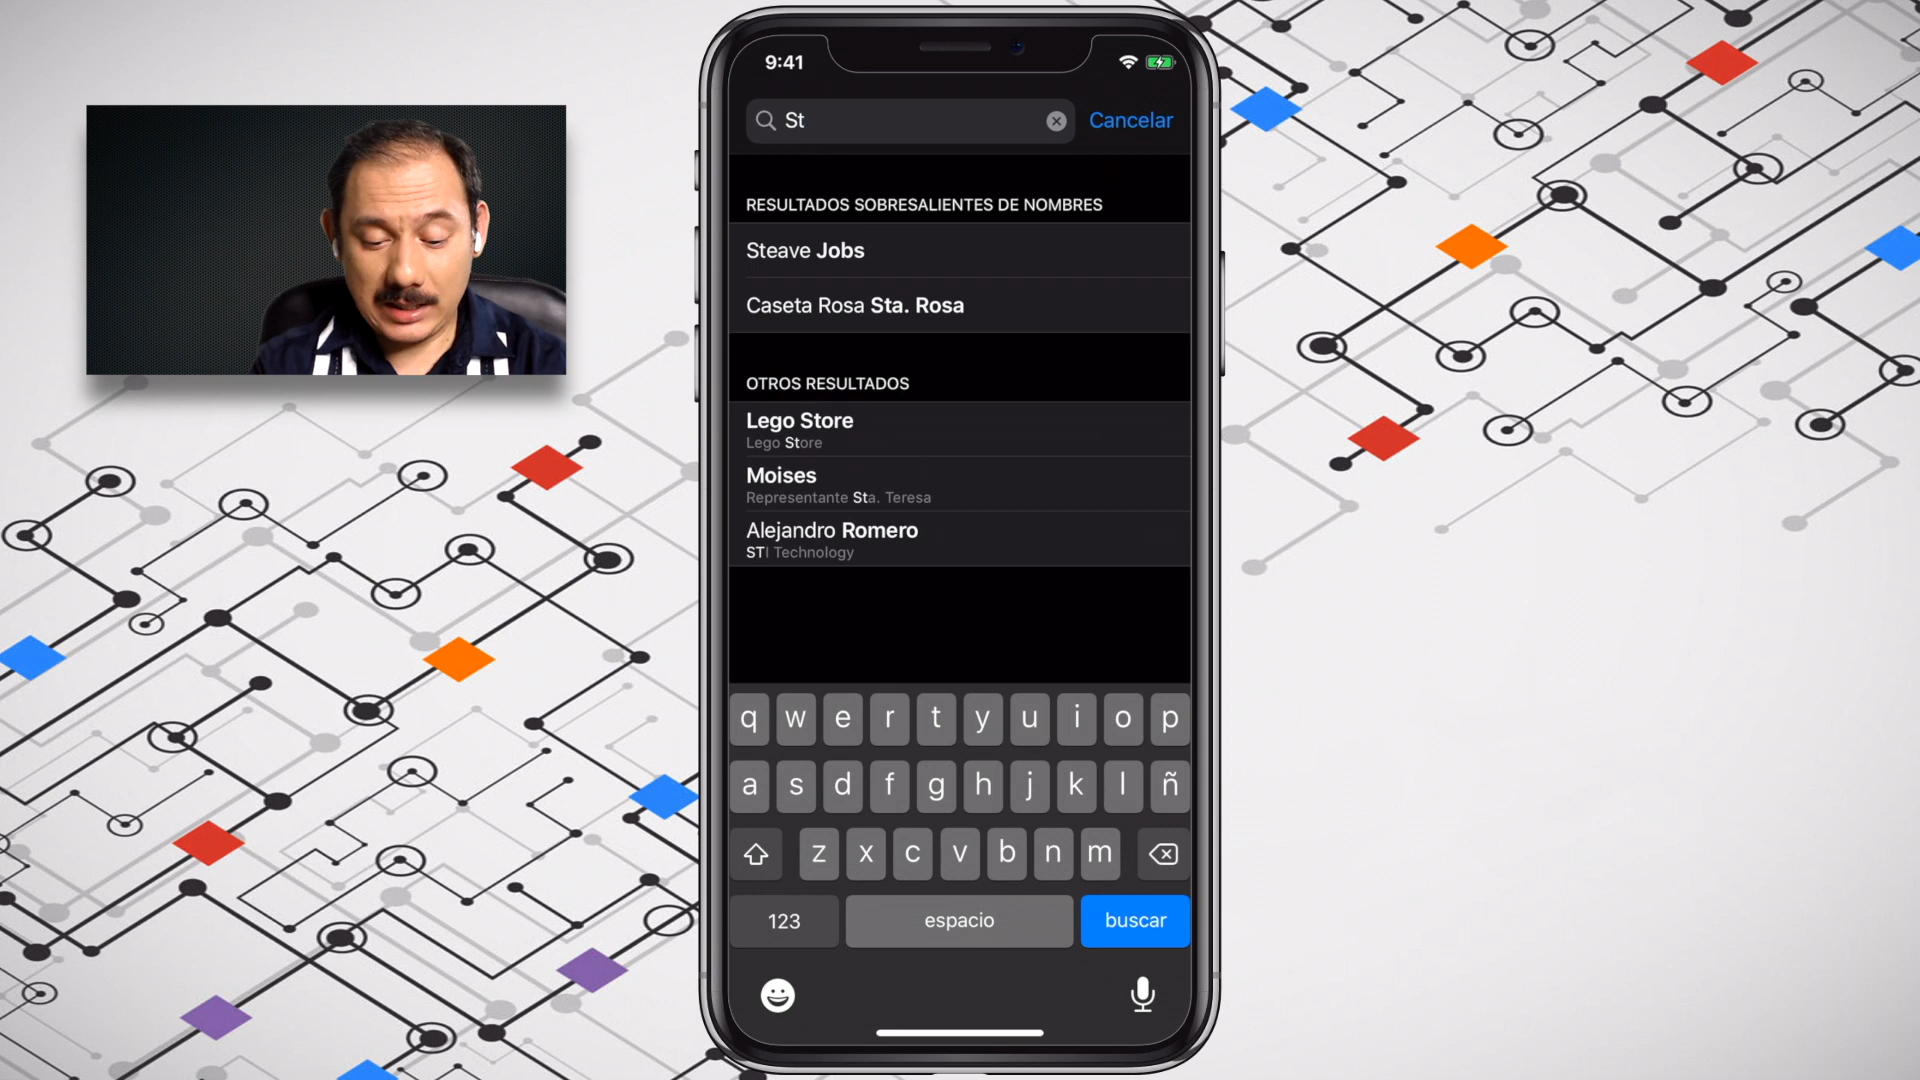 9:41
St
Cancelar
RESULTADOS SOBRESALIENTES DE NOMBRES
Steave Jobs
Caseta Rosa Sta. Rosa
OTROS RESULTADOS
Lego Store
Lego Store
Moises
Representante Sta. Teresa
Alejandro Romero
STI Technology
q w e r t y u i o p
a s d f g h j k l ñ
z x c v b n m
123 espacio buscar